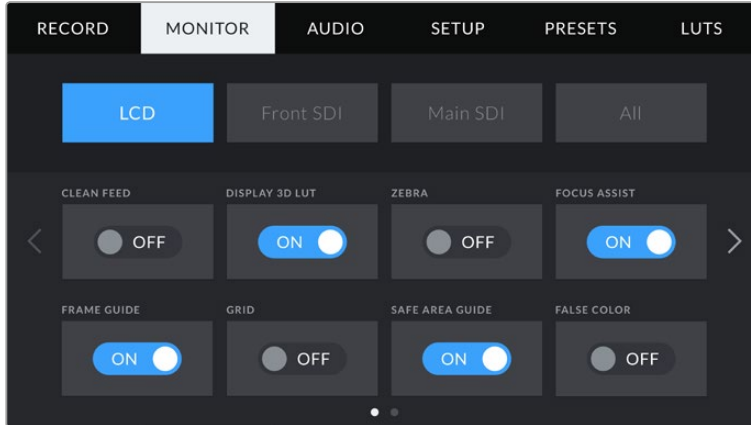 RECORD MONITOR AUDIO SETUP PRESETS LUTS
LCD Front SDI Main SDI All
CLEAN FEED DISPLAY 3D LUT ZEBRA FOCUS ASSIST
OFF ON OFF ON
FRAME GUIDE GRID SAFE AREA GUIDE FALSE COLOR
ON OFF ON OFF